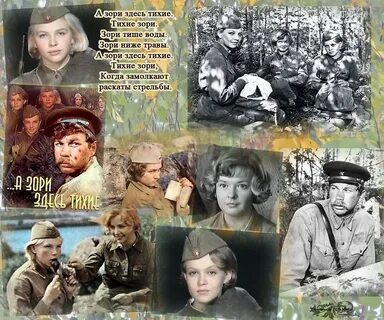 А зори здесь тихие.
Тихие зори.
Зори тише воды.
Зори ниже травы.
А зори здесь тихие.
Тихие зори,
Когда замолкают
раскаты стрельбы.
...А ЗОРИ
ЗДЕСЬ ТИХИЕ